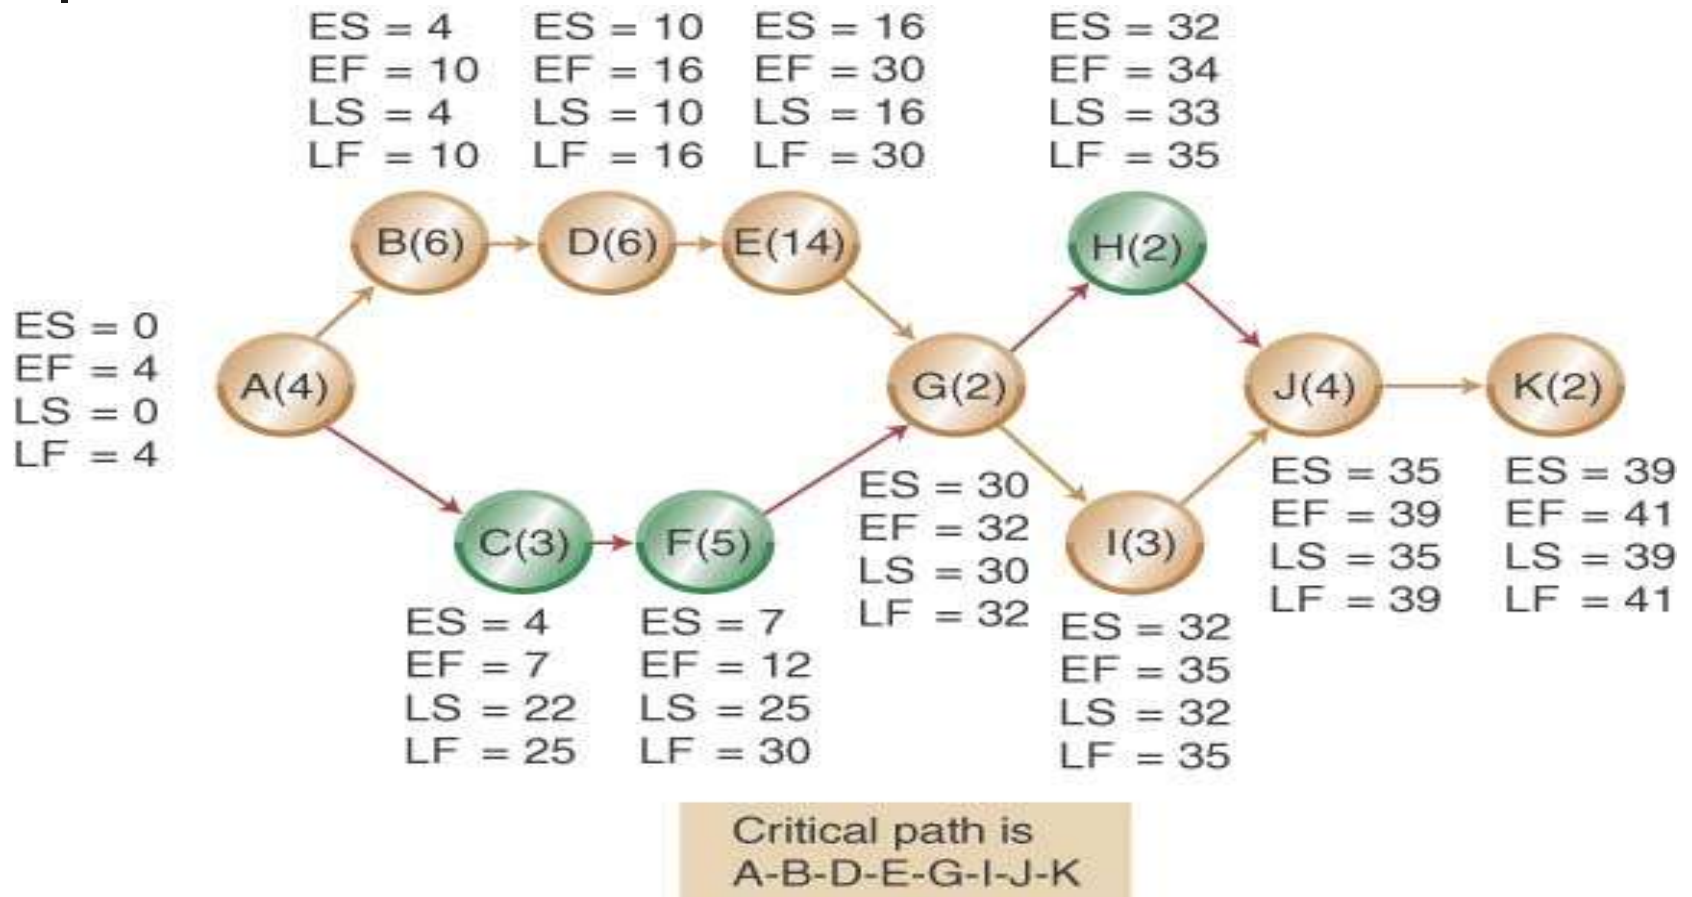 ES = 4
EF = 10
LS = 4
LF = 10
ES = 10
EF = 16
LS = 10
LF = 16
ES = 16
EF = 30
LS = 16
LF = 30
ES = 32
EF = 34
LS = 33
LF = 35
B(6)
D(6)
E(14)
H(2)
ES = 0
EF = 4
LS = 0
LF = 4
A(4)
G(2)
J(4)
K(2)
C(3)
F(5)
I(3)
ES = 4
EF = 7
LS = 22
LF = 25
ES = 7
EF = 12
LS = 25
LF = 30
ES = 30
EF = 32
LS = 30
LF = 32
ES = 32
EF = 35
LS = 32
LF = 35
ES = 35
EF = 39
LS = 35
LF = 39
ES = 39
EF = 41
LS = 39
LF = 41
Critical path is
A-B-D-E-G-I-J-K